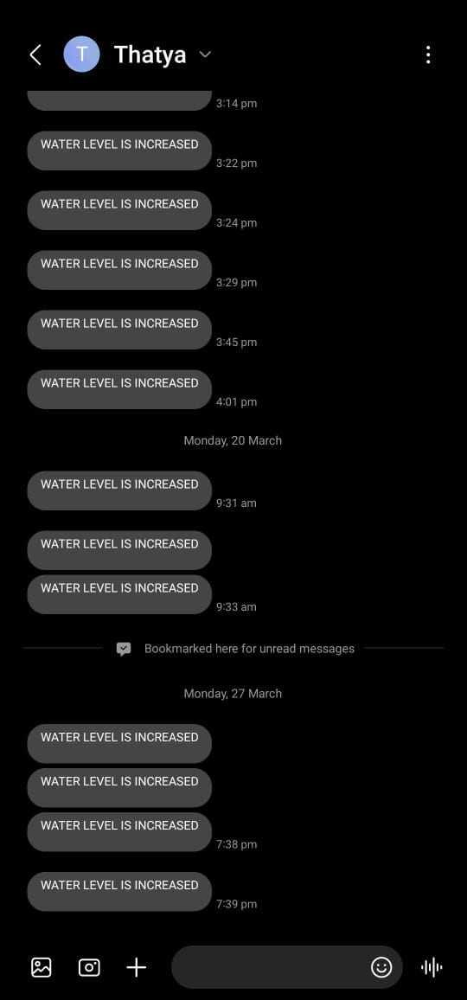 T Thatya
3:14 pm
WATER LEVEL IS INCREASED
3:22 pm
WATER LEVEL IS INCREASED
3:24 pm
WATER LEVEL IS INCREASED
3:29 pm
WATER LEVEL IS INCREASED
3:45 pm
WATER LEVEL IS INCREASED
4:01 pm
Monday, 20 March
WATER LEVEL IS INCREASED
9:31 am
WATER LEVEL IS INCREASED
WATER LEVEL IS INCREASED
9:33 am
Bookmarked here for unread messages
Monday, 27 March
WATER LEVEL IS INCREASED
WATER LEVEL IS INCREASED
WATER LEVEL IS INCREASED
7:38 pm
WATER LEVEL IS INCREASED
7:39 pm